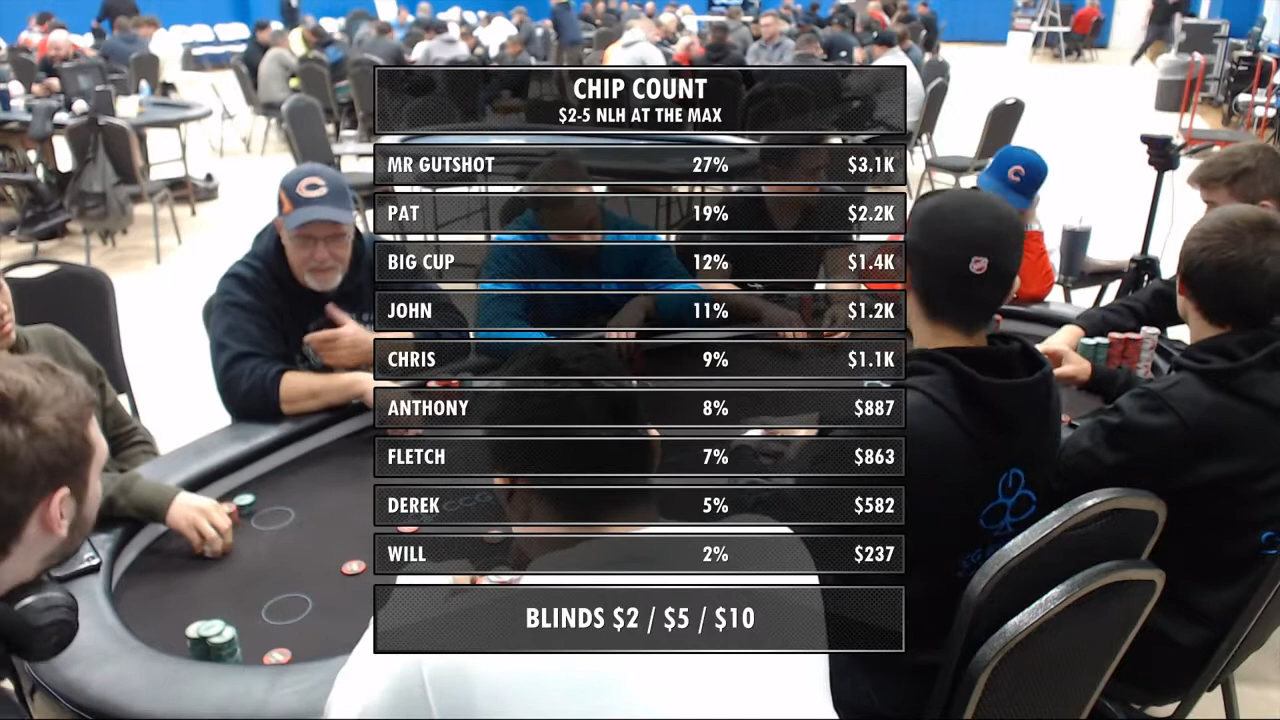 CHIP COUNT
$2-5 NLH AT THE MAX
MR GUTSHOT 27% $3.1K
PAT 19% $2.2K
BIG CUP 12% $1.4K
JOHN 11% $1.2K
CHRIS 9% $1.1K
ANTHONY 8% $887
FLETCH 7% $863
DEREK 5% $582
WILL 2% $237
BLINDS $2 / $5 / $10